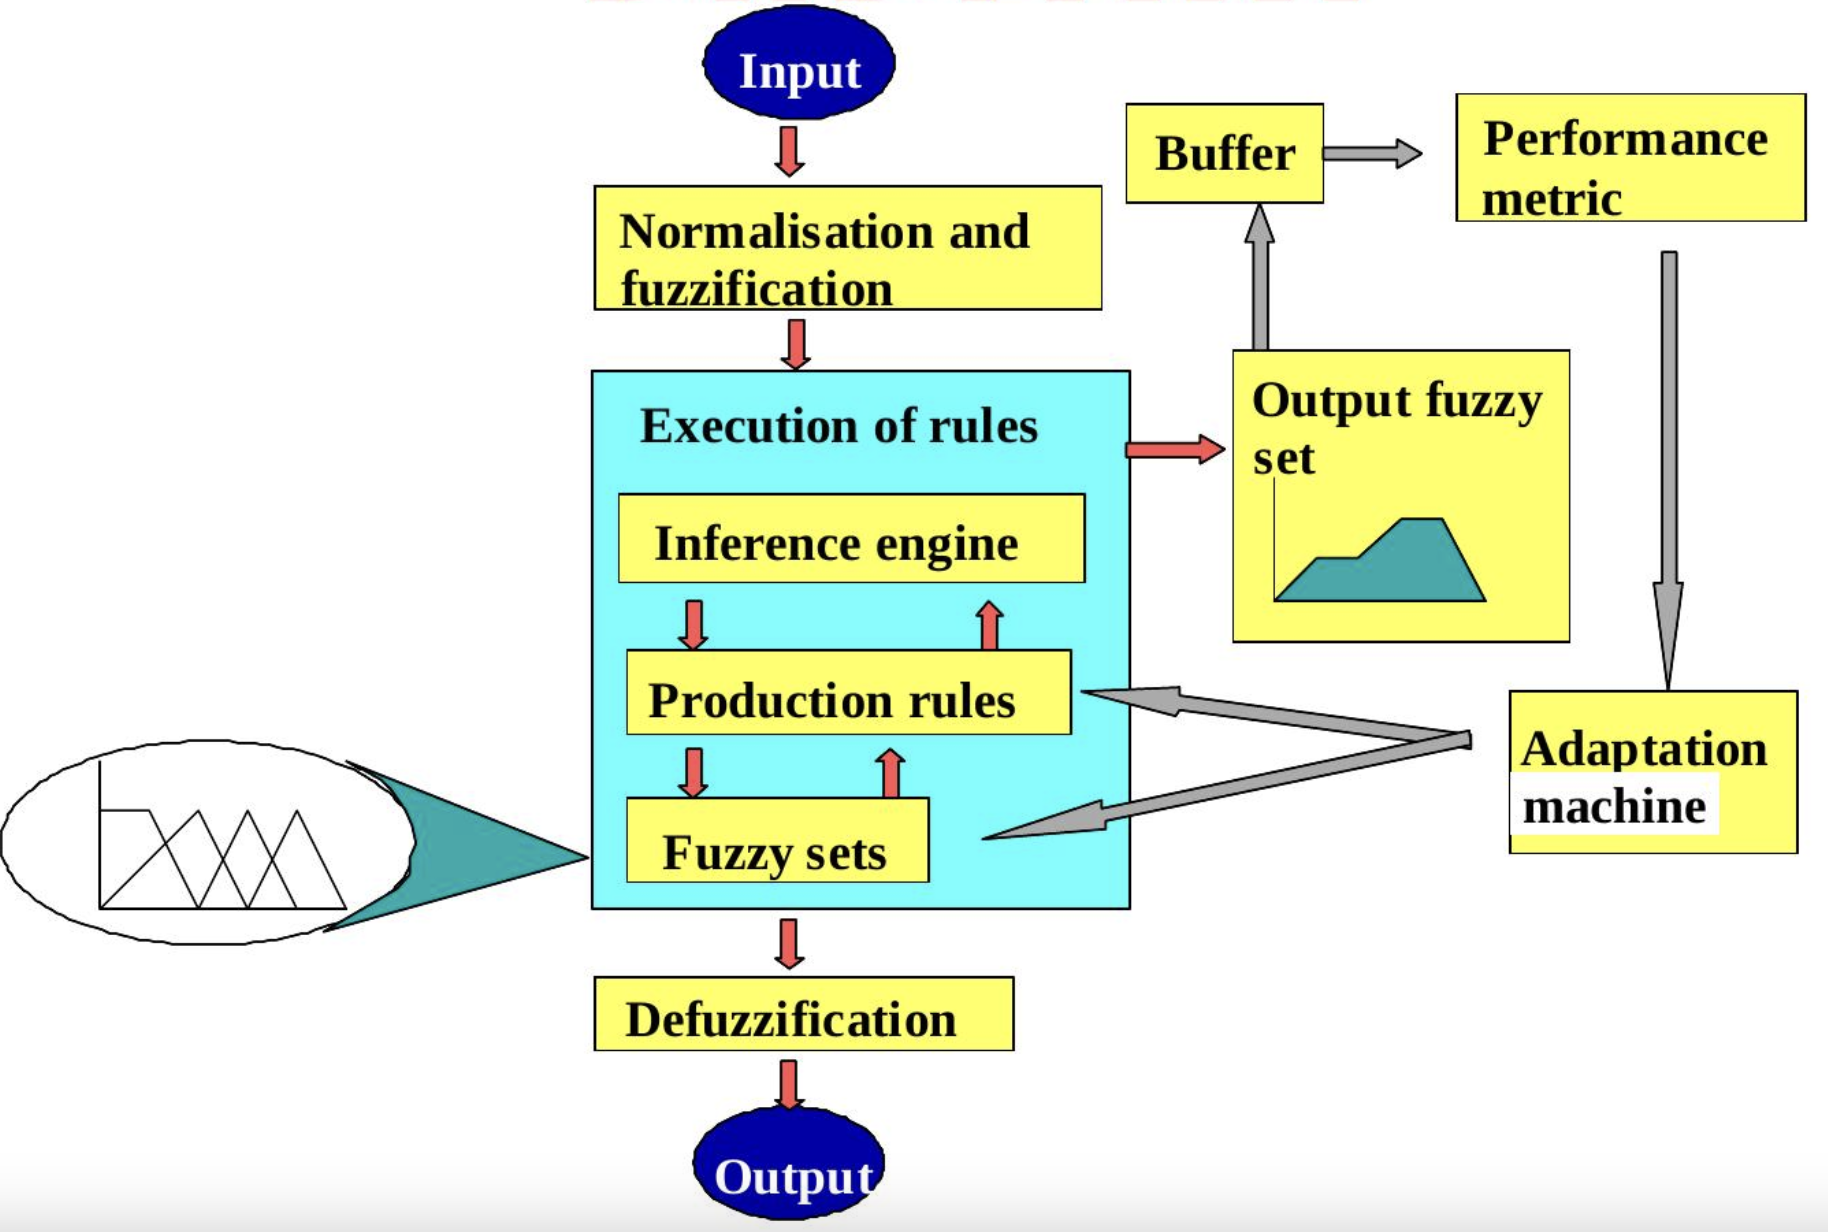 Input
Normalisation and
fuzzification
Buffer
Performance
metric
Execution of rules
Inference engine
Production rules
Fuzzy sets
Output fuzzy
set
Adaptation
machine
Defuzzification
Output